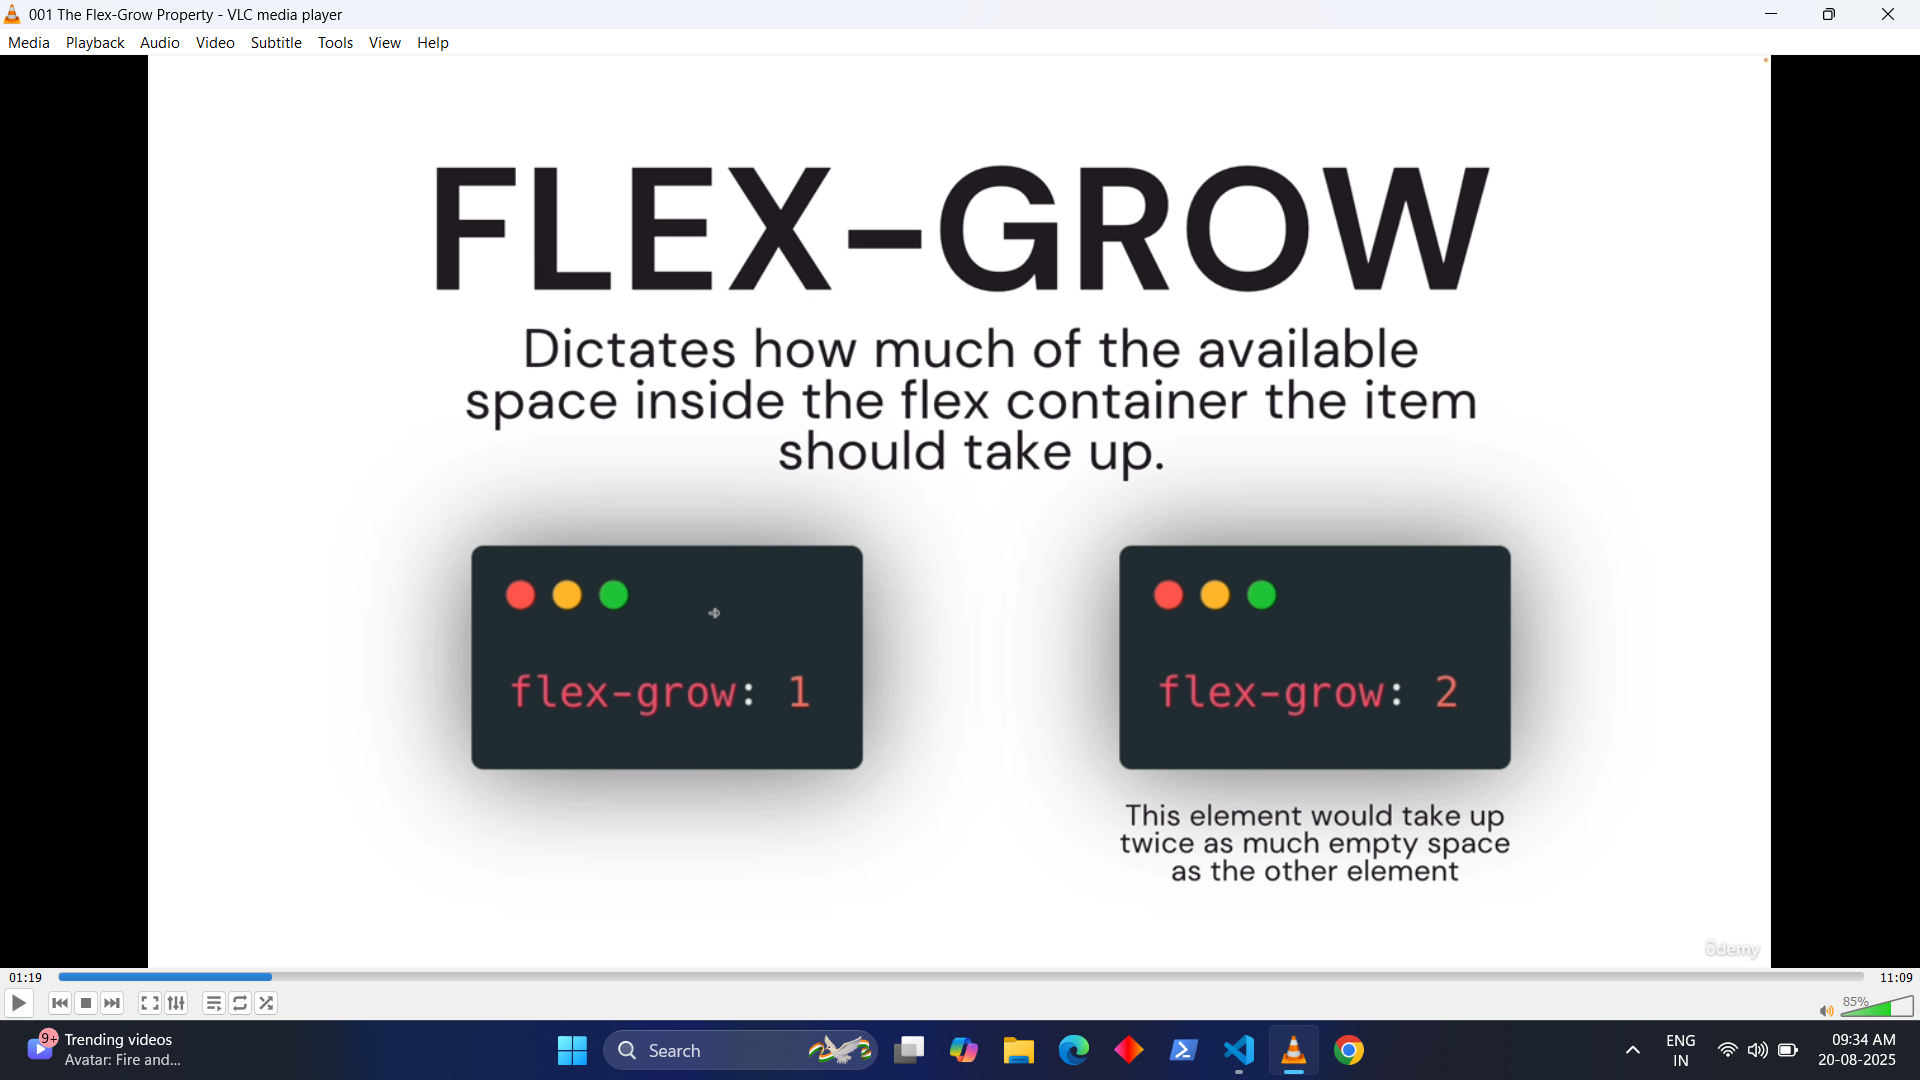 001 The Flex-Grow Property - VLC media player
Media Playback Audio Video Subtitle Tools View Help
FLEX-GROW
Dictates how much of the available
space inside the flex container the item
should take up.
flex-grow: 1
flex-grow: 2
This element would take up
twice as much empty space
as the other element
ûdemy
01:19
11:09
85%
9+
Trending videos
Avatar: Fire and...
Search
ENG
IN
09:34 AM
20-08-2025